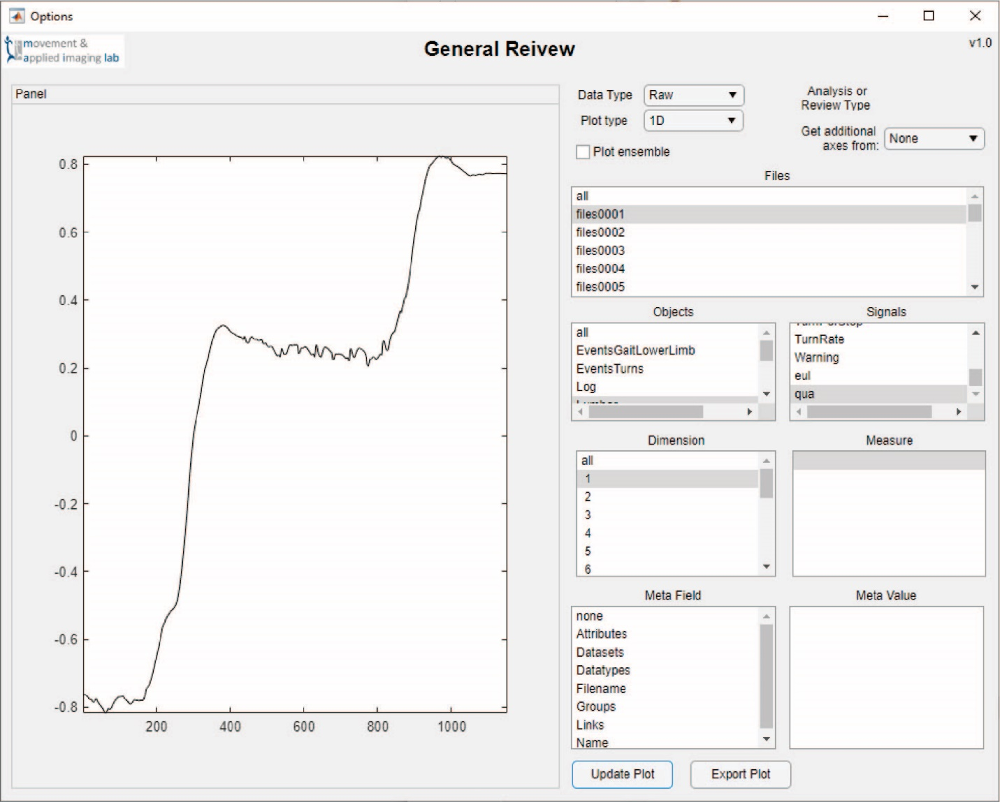 Options
movement &
applied imaging lab
General Reivew
v1.0
Panel
0.8
0.6
0.4
0.2
0
-0.2
-0.4
-0.6
-0.8
200 400 600 800 1000
Data Type Raw
Plot type 1D
Plot ensemble
Analysis or
Review Type
Get additional
axes from: None
Files
all
files0001
files0002
files0003
files0004
files0005
Objects
all
EventsGaitLowerLimb
EventsTurns
Log
Signals
TurnRate
Warning
eul
qua
Dimension
all
1
2
3
4
5
6
Measure
Meta Field
none
Attributes
Datasets
Datatypes
Filename
Groups
Links
Name
Meta Value
Update Plot
Export Plot